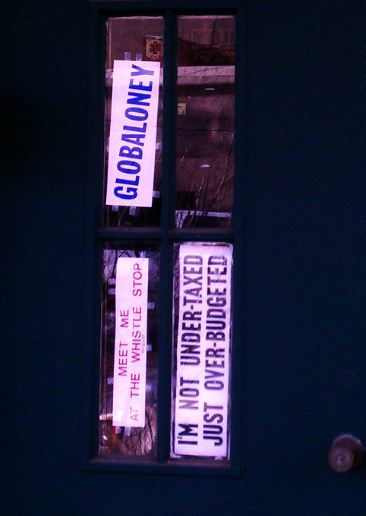 GLOBALONEY
MEET ME
AT THE WHISTLE STOP
I'M NOT UNDER-TAXED
JUST OVER-BUDGETED